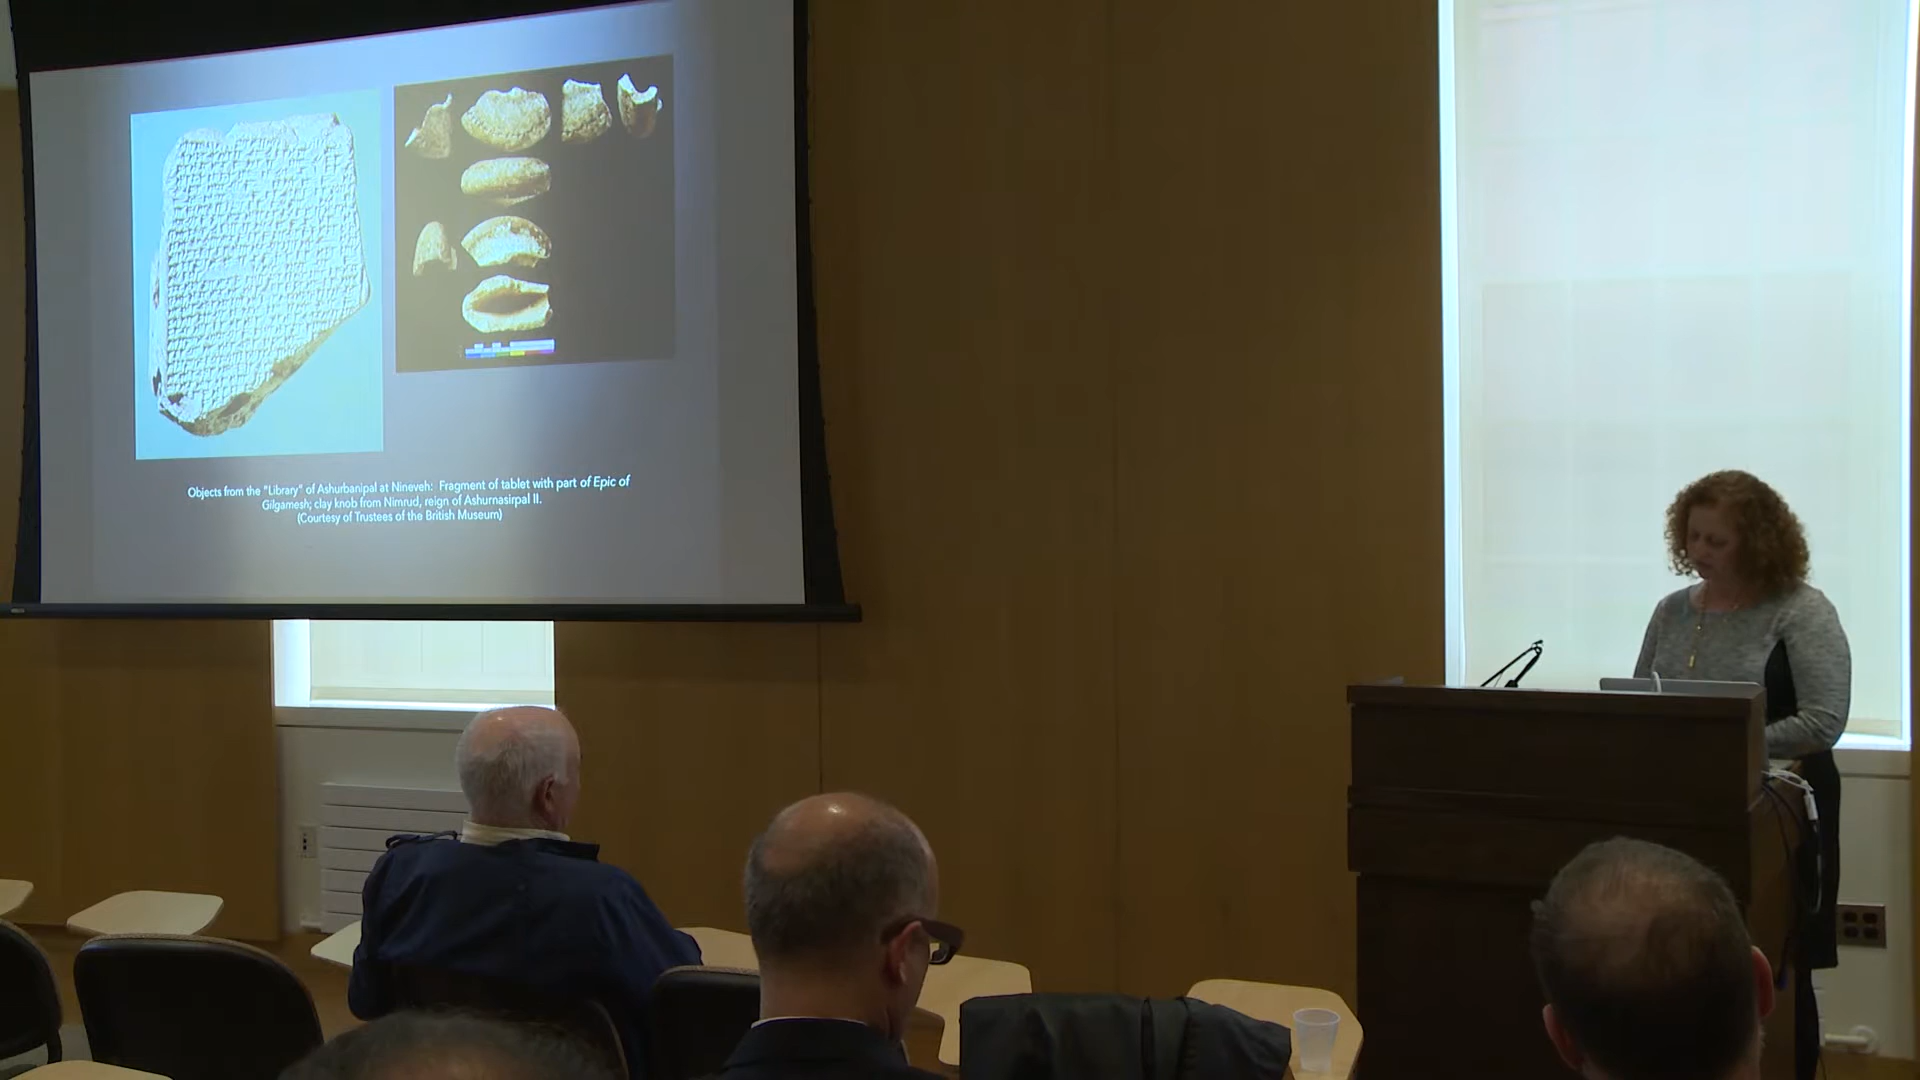 Objects from the "Library" of Ashurbanipal at Nineveh: Fragment of tablet with part of Epic of
Gilgamesh; clay knob from Nimrud, reign of Ashurnasirpal II.
(Courtesy of Trustees of the British Museum)